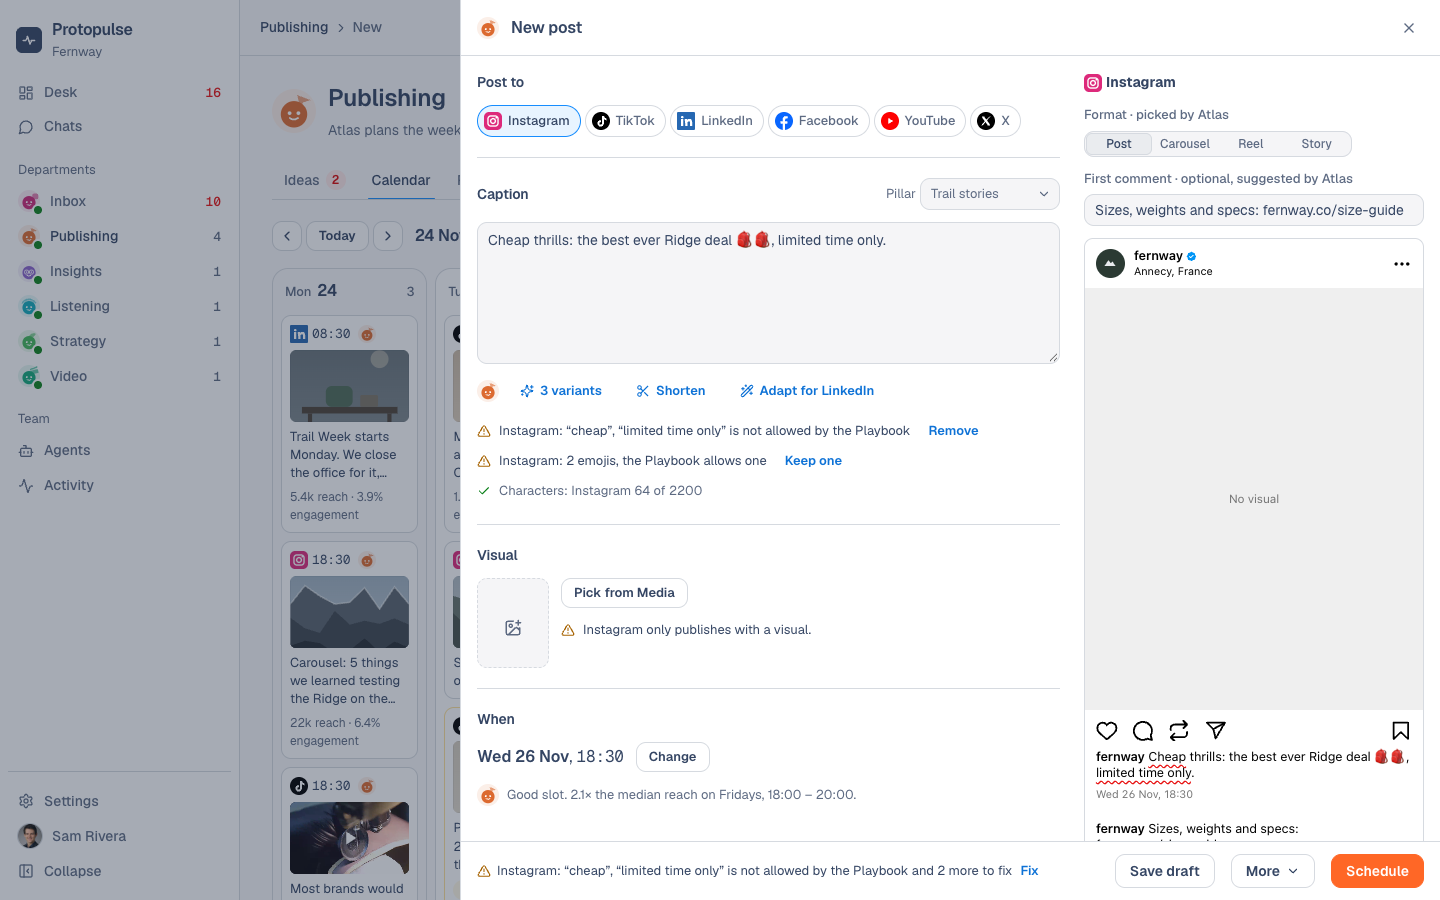 Protopulse
Fernway
Desk 16
Chats
Departments
Inbox 10
Publishing 4
Insights 1
Listening 1
Strategy 1
Video 1
Team
Agents
Activity
Settings
Sam Rivera
Collapse
Publishing > New
Publishing
Atlas plans the week
Ideas 2
Calendar
Today
24 No
Mon 24 3
Tu
08:30
Trail Week starts
Monday. We close
the office for it,…
5.4k reach · 3.9%
engagement
18:30
Carousel: 5 things
we learned testing
the Ridge on the…
22k reach · 6.4%
engagement
18:30
Most brands would
New post
Post to
Instagram
TikTok
LinkedIn
Facebook
YouTube
X
Caption
Pillar
Trail stories
Cheap thrills: the best ever Ridge deal 🎒🎒, limited time only.
3 variants
Shorten
Adapt for LinkedIn
Instagram: “cheap”, “limited time only” is not allowed by the Playbook Remove
Instagram: 2 emojis, the Playbook allows one Keep one
Characters: Instagram 64 of 2200
Visual
Pick from Media
Instagram only publishes with a visual.
When
Wed 26 Nov, 18:30
Change
Good slot. 2.1× the median reach on Fridays, 18:00 – 20:00.
Instagram
Format · picked by Atlas
Post
Carousel
Reel
Story
First comment · optional, suggested by Atlas
Sizes, weights and specs: fernway.co/size-guide
fernway
Annecy, France
No visual
fernway Cheap thrills: the best ever Ridge deal 🎒🎒,
limited time only.
Wed 26 Nov, 18:30
fernway Sizes, weights and specs:
Instagram: “cheap”, “limited time only” is not allowed by the Playbook and 2 more to fix Fix
Save draft
More
Schedule